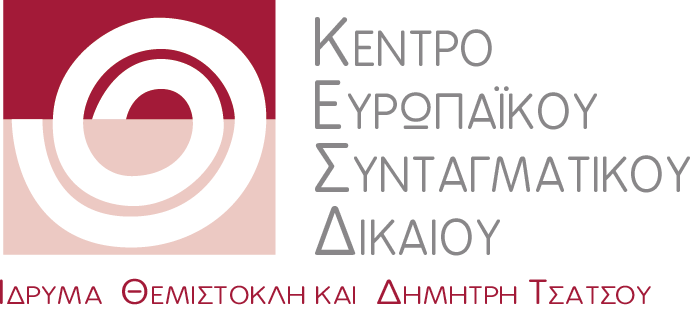 ΚΕΝΤΡΟ
ΕΥΡΩΠΑΪΚΟΥ
ΣΥΝΤΑΓΜΑΤΙΚΟΥ
ΔΙΚΑΙΟΥ
ΙΔΡΥΜΑ ΘΕΜΙΣΤΟΚΛΗ ΚΑΙ ΔΗΜΗΤΡΗ ΤΣΑΤΣΟΥ